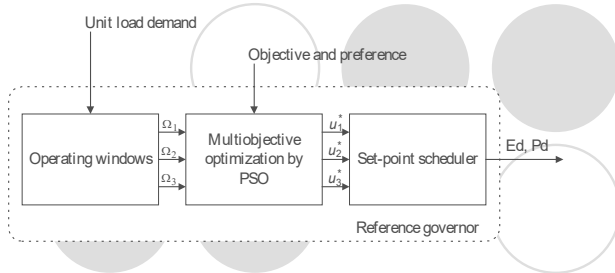 Unit load demand
Objective and preference
Operating windows
Ω₁
Ω₂
Ω₃
Multiobjective
optimization by
PSO
u₁*
u₂*
u₃*
Set-point scheduler
Ed, Pd
Reference governor